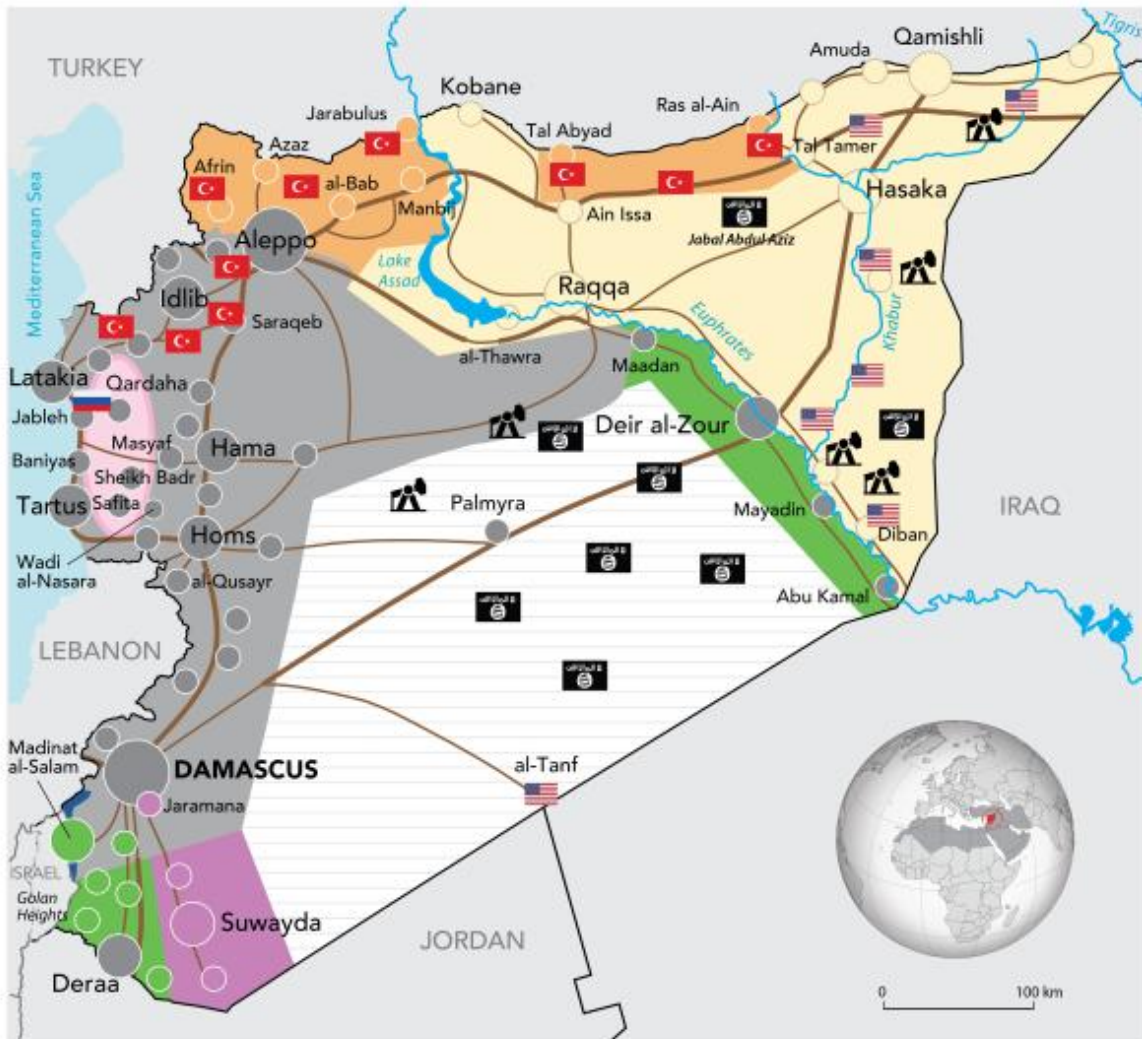 TURKEY
Tigris
Qamishli
Amuda
Kobane
Jarabulus
Ras al-Ain
Azaz
Tal Abyad
Afrin
Tal Tamer
al-Bab
Manbij
Hasaka
Ain Issa
Jabal Abdul Aziz
Mediterranean Sea
Aleppo
Lake
Assad
Idlib
Raqqa
Euphrates
Khabur
Saraqeb
al-Thawra
Maadan
Latakia
Qardaha
Jableh
Deir al-Zour
Masyaf
Hama
Baniyas
Sheikh Badr
Tartus
Safita
Palmyra
Mayadin
IRAQ
Diban
Homs
Wadi
al-Nasara
al-Qusayr
Abu Kamal
LEBANON
Madinat
al-Salam
DAMASCUS
al-Tanf
Jaramana
ISRAEL
Golan
Heights
Suwayda
JORDAN
Deraa
0
100 km